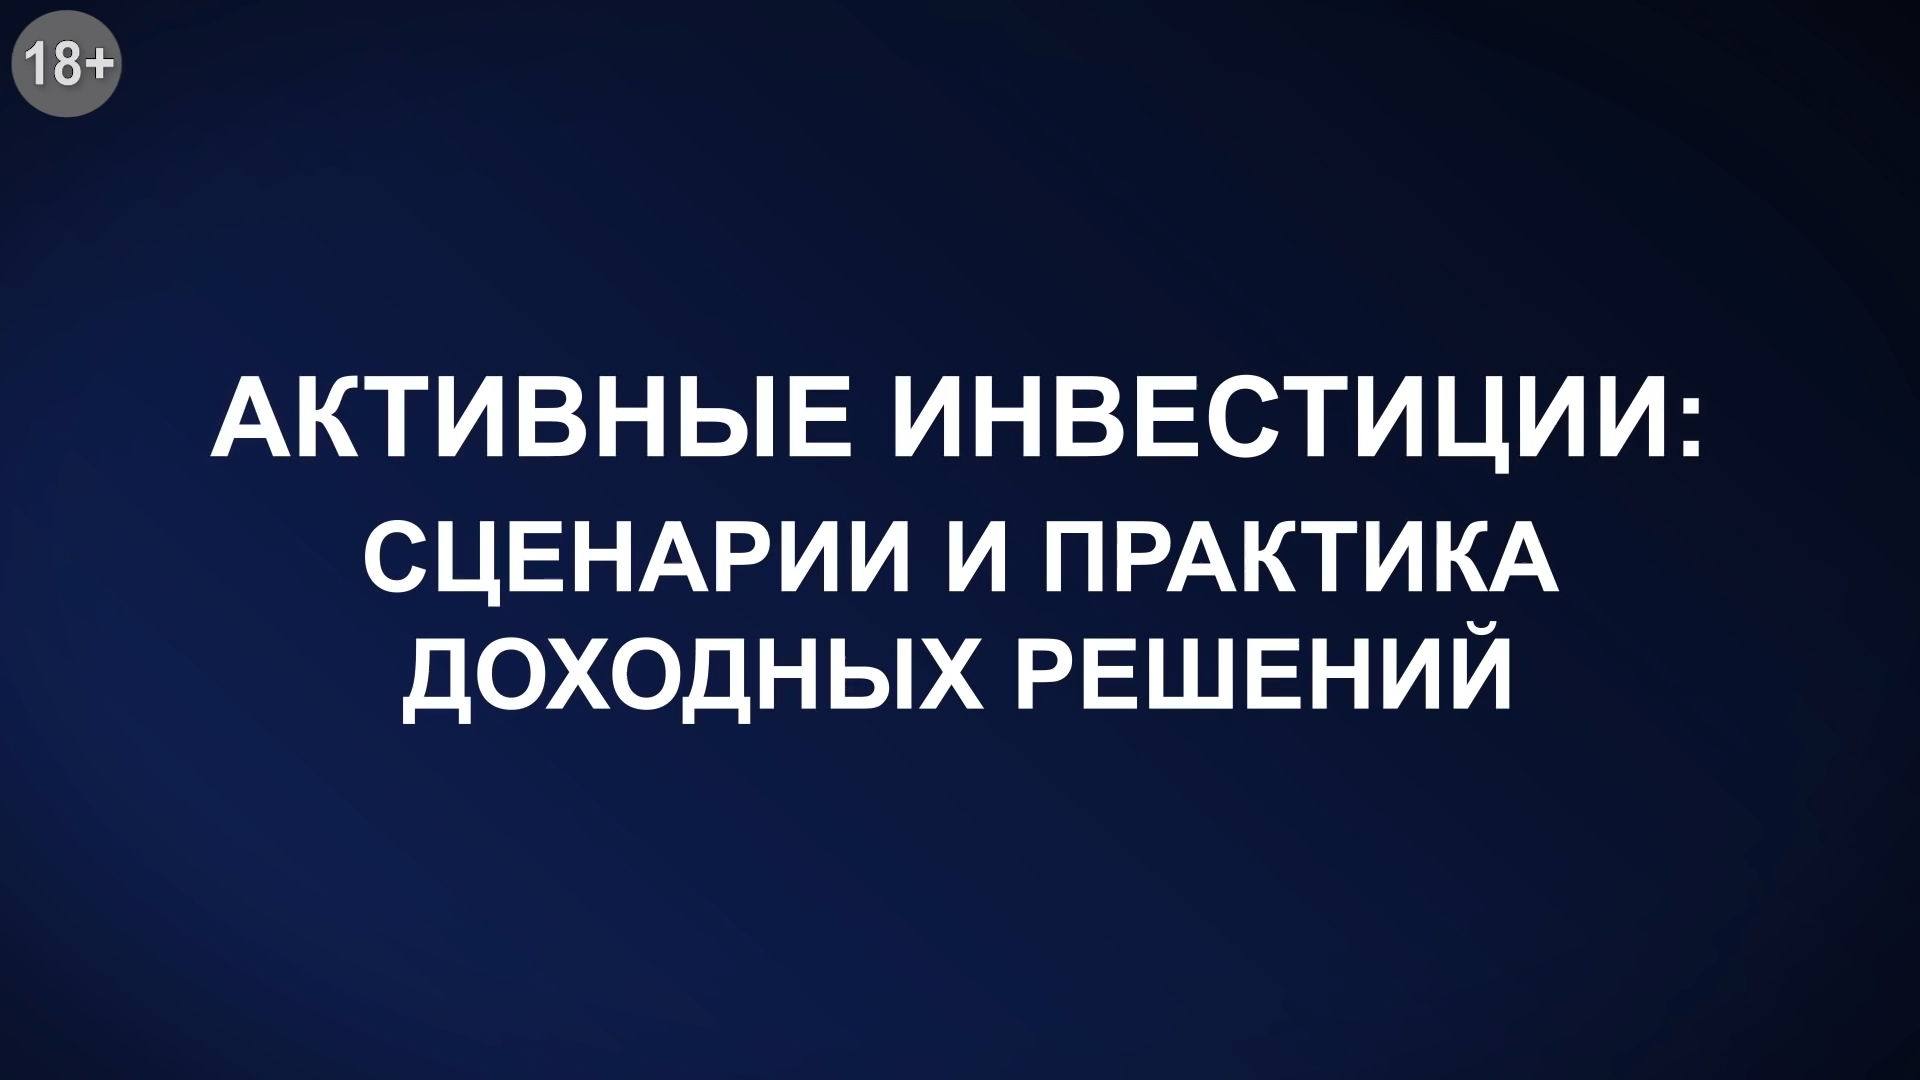 18+
АКТИВНЫЕ ИНВЕСТИЦИИ:
СЦЕНАРИИ И ПРАКТИКА
ДОХОДНЫХ РЕШЕНИЙ